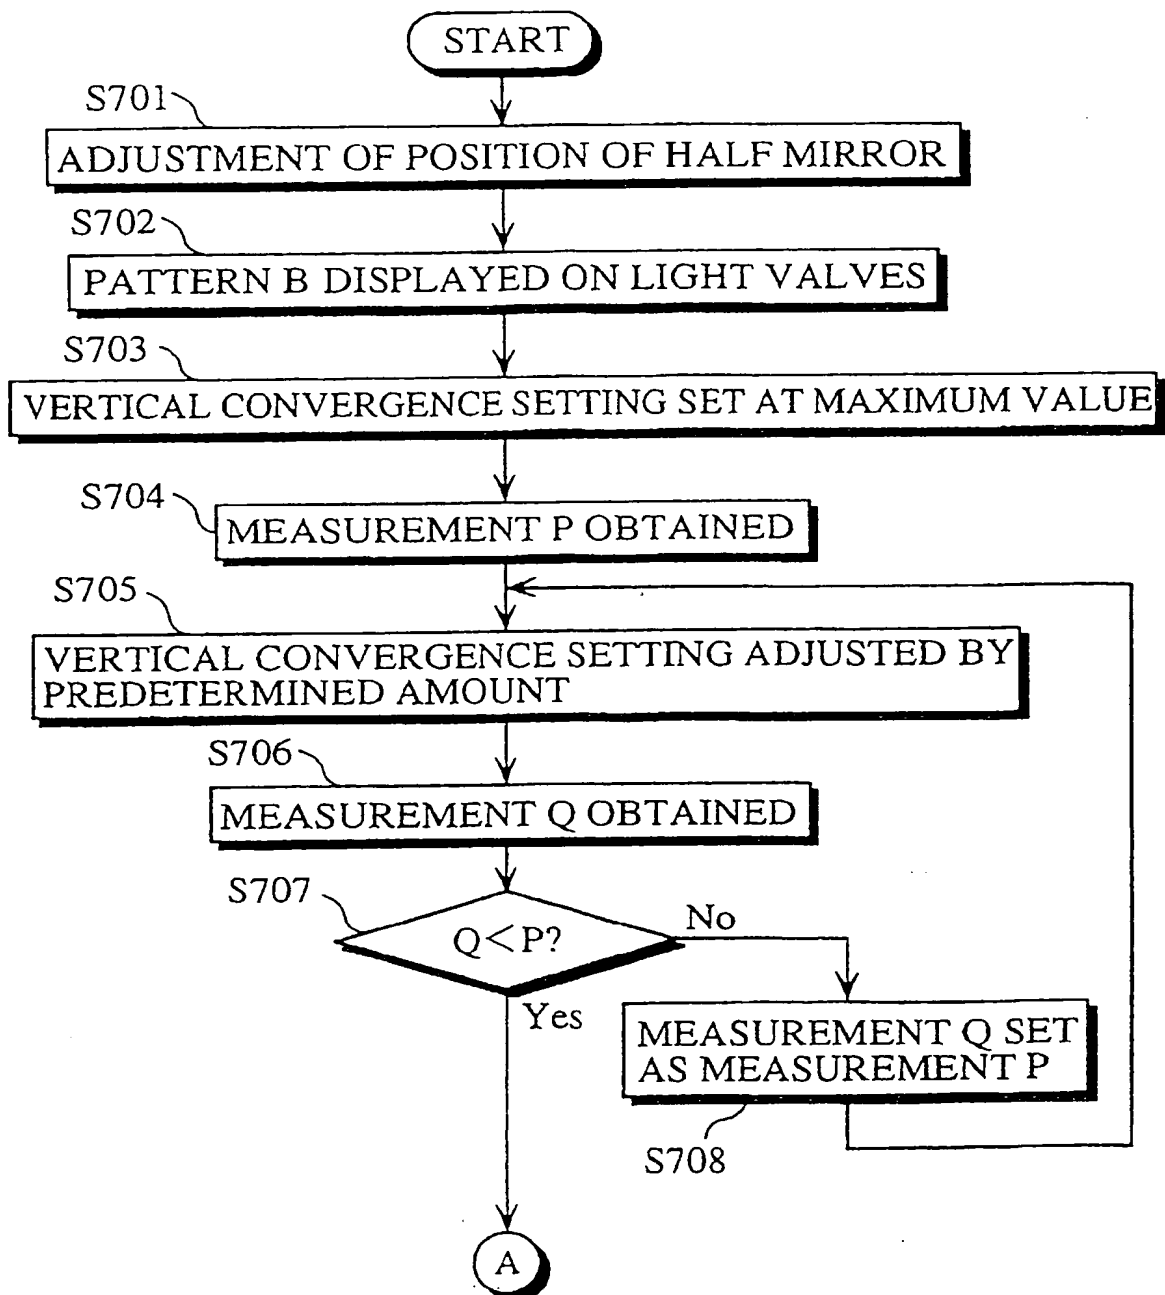 START
S701
ADJUSTMENT OF POSITION OF HALF MIRROR
S702
PATTERN B DISPLAYED ON LIGHT VALVES
S703
VERTICAL CONVERGENCE SETTING SET AT MAXIMUM VALUE
S704
MEASUREMENT P OBTAINED
S705
VERTICAL CONVERGENCE SETTING ADJUSTED BY
PREDETERMINED AMOUNT
S706
MEASUREMENT Q OBTAINED
S707
Q<P?
No
Yes
MEASUREMENT Q SET
AS MEASUREMENT P
S708
A